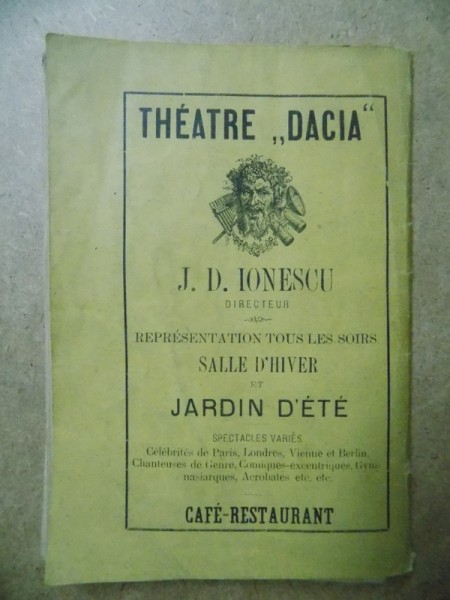 THÉATRE „DACIA“
J. D. IONESCU
DIRECTEUR
REPRÉSENTATION TOUS LES SOIRS
SALLE D'HIVER
ET
JARDIN D'ÉTÉ
SPECTACLES VARIÉS
Célébrités de Paris, Londres, Vienne et Berlin.
Chanteuses de Genre, Comiques-excentriques, Gym-
nasiarques, Acrobates etc. etc.
CAFÉ-RESTAURANT